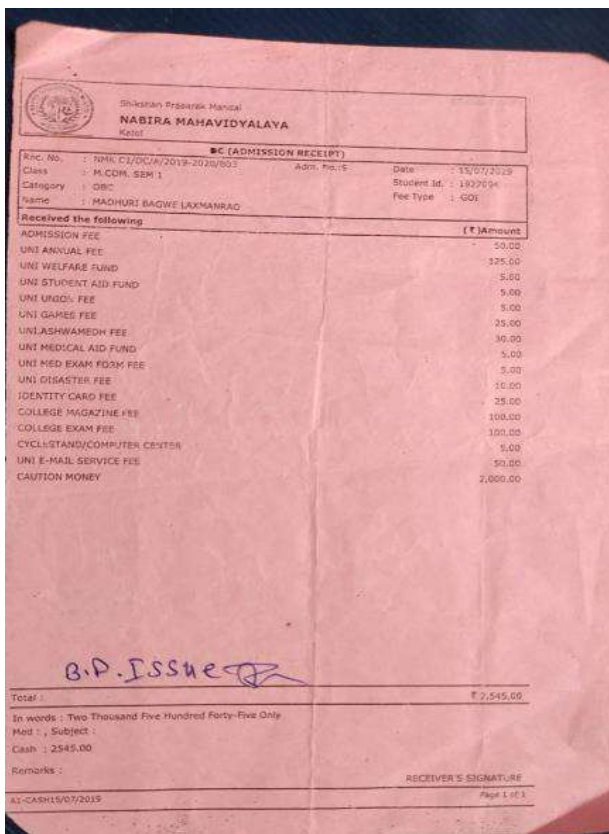 Shikshan Prasarak Mandal
NABIRA MAHAVIDYALAYA
Katol
DC (ADMISSION RECEIPT)
Rec. No. : NMK C1/DC/A/2019-2020/803 Adm. No.:5 Date : 15/07/2019
Class : M.COM. SEM 1 Student Id. :
Category : OBC Fee Type : GOI
Name : MADHURI BAGWE LAXMANRAO
Received the following (₹)Amount
ADMISSION FEE 50.00
UNI ANNUAL FEE 125.00
UNI WELFARE FUND 5.00
UNI STUDENT AID FUND 5.00
UNI UNION FEE 5.00
UNI GAMES FEE 25.00
UNI.ASHWAMEDH FEE 30.00
UNI MEDICAL AID FUND 5.00
UNI MED EXAM FORM FEE 5.00
UNI DISASTER FEE 10.00
IDENTITY CARD FEE 25.00
COLLEGE MAGAZINE FEE 100.00
COLLEGE EXAM FEE 100.00
CYCLESTAND/COMPUTER CENTER 5.00
UNI E-MAIL SERVICE FEE 50.00
CAUTION MONEY 2,000.00
B.P.Issue
Total : ₹ 2,545.00
In words : Two Thousand Five Hundred Forty-Five Only
Med : , Subject :
Cash : 2545.00
Remarks :
RECEIVER'S SIGNATURE
A1-CASH15/07/2019 Page 1 of 1